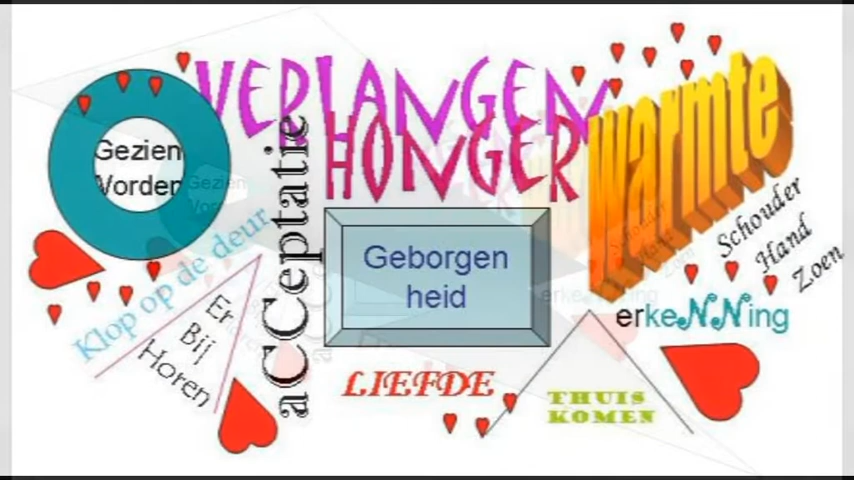 VERLANGEN
HONGER
warmte
Gezien
Worden
aCCeptatie
Klop op de deur
Er
Bij
Horen
Geborgen
heid
Schouder
Hand
Zoen
erkeNNing
LIEFDE
THUIS
KOMEN